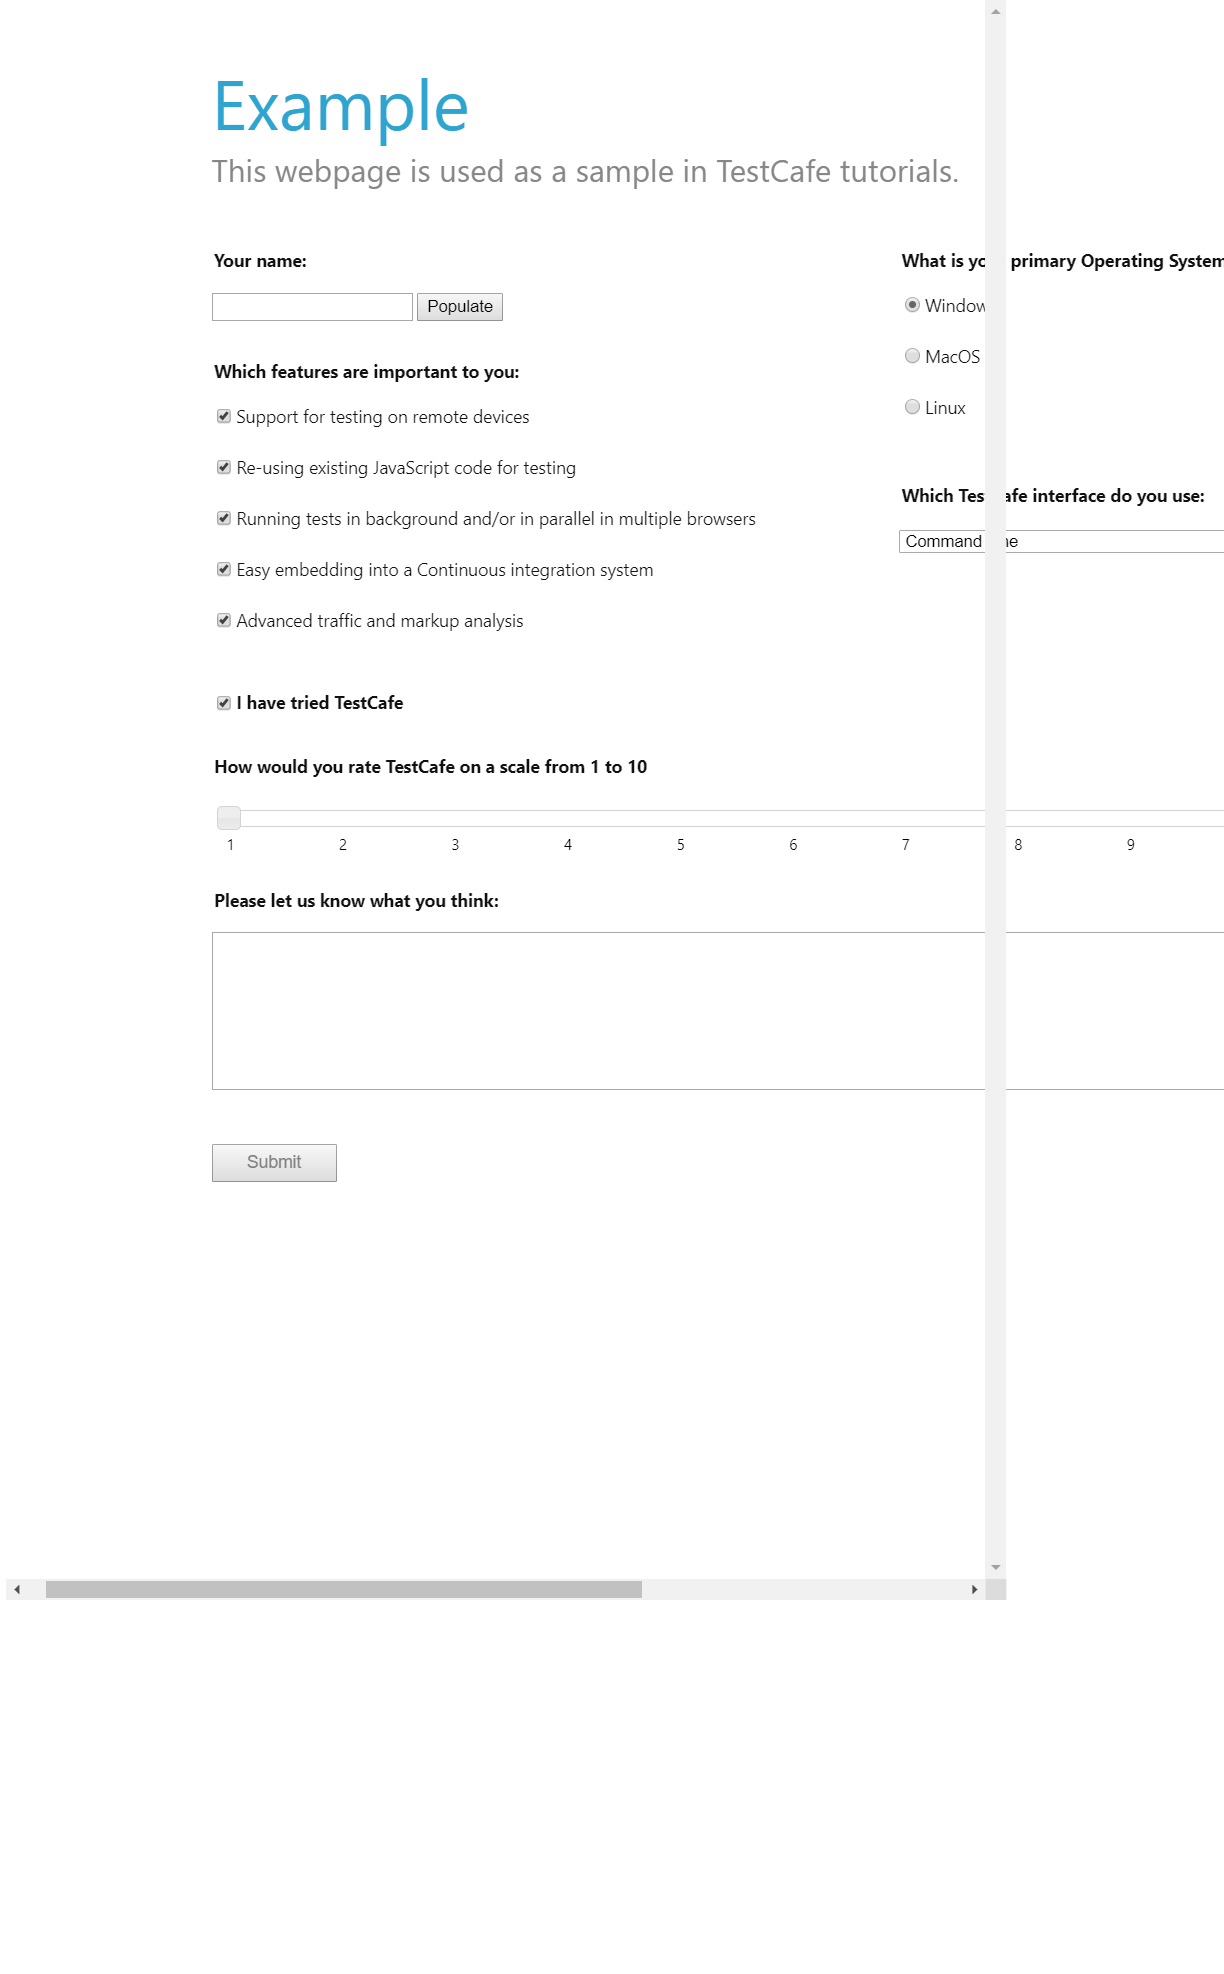 Example
This webpage is used as a sample in TestCafe tutorials.
Your name:
Populate
Which features are important to you:
Support for testing on remote devices
Re-using existing JavaScript code for testing
Running tests in background and/or in parallel in multiple browsers
Easy embedding into a Continuous integration system
Advanced traffic and markup analysis
What is yo primary Operating System
Window
MacOS
Linux
Which Tes afe interface do you use:
Command ne
I have tried TestCafe
How would you rate TestCafe on a scale from 1 to 10
1 2 3 4 5 6 7 8 9
Please let us know what you think:
Submit